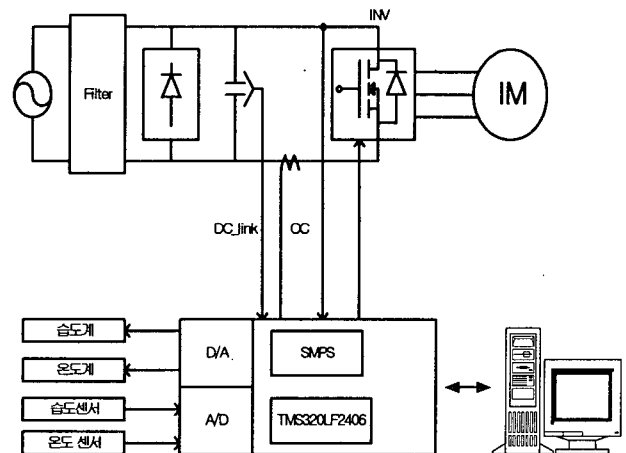 INV
Filter
IM
DC_link
OC
습도계
온도계
습도센서
온도 센서
D/A
A/D
SMPS
TMS320LF2406